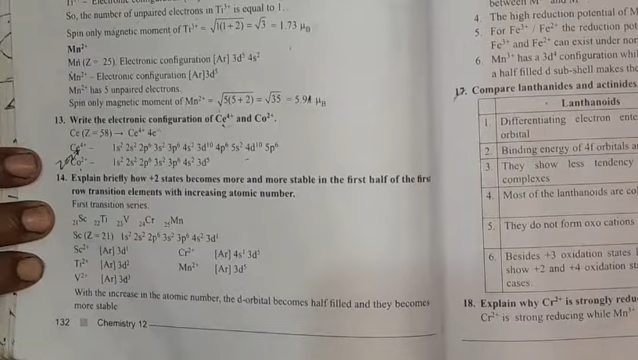 So, the number of unpaired electrons in Ti³⁺ is equal to 1.
Spin only magnetic moment of Ti³⁺ = √1(1+2) = √3 = 1.73 μB
Mn²⁺
Mn (Z = 25). Electronic configuration [Ar] 3d⁵ 4s²
Mn²⁺ – Electronic configuration [Ar]3d⁵
Mn²⁺ has 5 unpaired electrons.
Spin only magnetic moment of Mn²⁺ = √5(5+2) = √35 = 5.91 μB
13. Write the electronic configuration of Ce⁴⁺ and Co²⁺.
Ce (Z = 58) → Ce⁴⁺ 4e⁻
Ce⁴⁺ – 1s² 2s² 2p⁶ 3s² 3p⁶ 4s² 3d¹⁰ 4p⁶ 5s² 4d¹⁰ 5p⁶
Co²⁺ – 1s² 2s² 2p⁶ 3s² 3p⁶ 4s² 3d⁵
14. Explain briefly how +2 states becomes more and more stable in the first half of the first
row transition elements with increasing atomic number.
First transition series.
₂₁Sc ₂₂Ti ₂₃V ₂₄Cr ₂₅Mn
Sc (Z = 21) 1s² 2s² 2p⁶ 3s² 3p⁶ 4s² 3d¹
Sc²⁺ [Ar] 3d¹ Cr²⁺ [Ar] 4s¹ 3d³
Ti²⁺ [Ar] 3d² Mn²⁺ [Ar] 3d⁵
V²⁺ [Ar] 3d³
With the increase in the atomic number, the d-orbital becomes half filled and they becomes
more stable
132 Chemistry 12
between
4. The high reduction potential of M
5. For Fe³⁺ / Fe²⁺ the reduction pot
Fe³⁺ and Fe²⁺ can exist under nor
6. Mn³⁺ has a 3d⁴ configuration whi
a half filled d sub-shell makes the
17. Compare lanthanides and actinides
Lanthanoids
1. Differentiating electron ente
orbital
2. Binding energy of 4f orbitals a
3. They show less tendency
complexes
4. Most of the lanthanoids are col
5. They do not form oxo cations
6. Besides +3 oxidation states l
show +2 and +4 oxidation sta
cases.
18. Explain why Cr²⁺ is strongly redu
Cr²⁺ is strong reducing while Mn³⁺